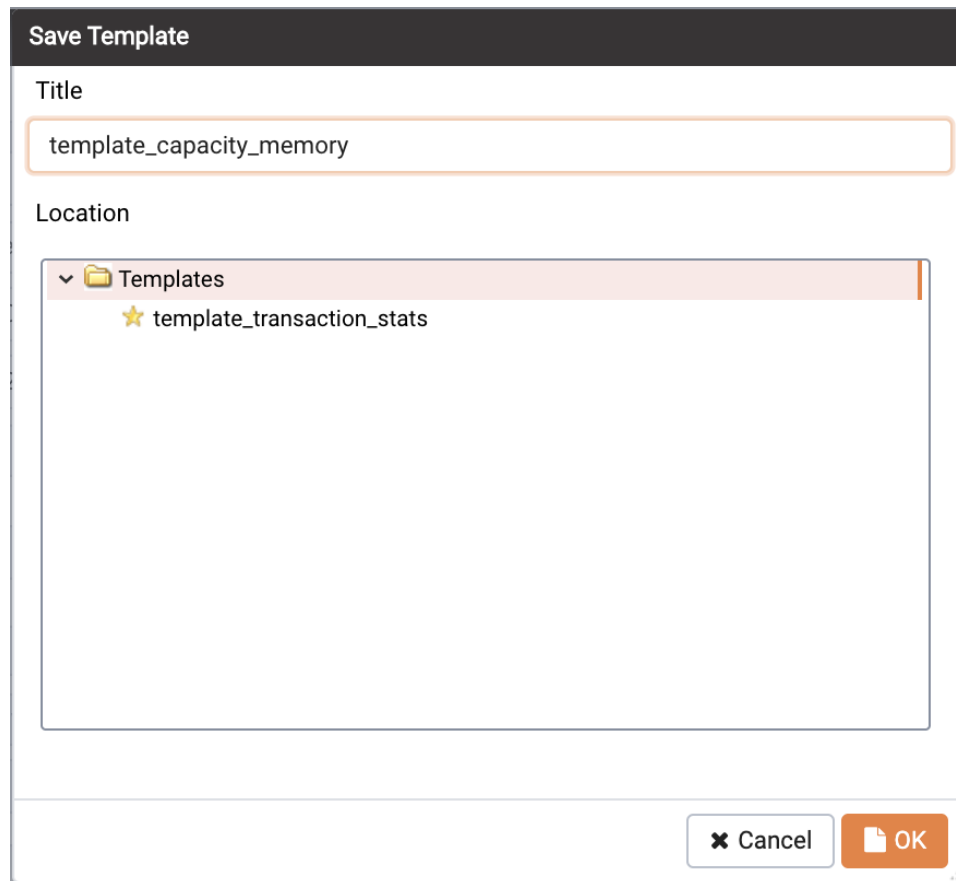 Save Template
Title
template_capacity_memory
Location
Templates
template_transaction_stats
Cancel
OK